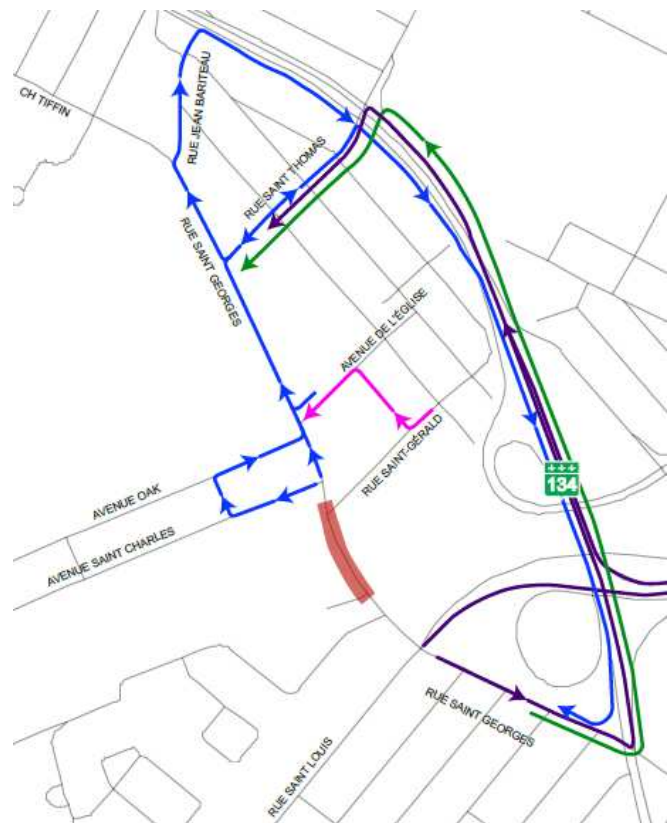 CH TIFFIN
RUE JEAN BARITEAU
RUE SAINT THOMAS
RUE SAINT GEORGES
AVENUE DE L'ÉGLISE
RUE SAINT-GÉRALD
AVENUE OAK
134
AVENUE SAINT CHARLES
RUE SAINT GEORGES
RUE SAINT LOUIS